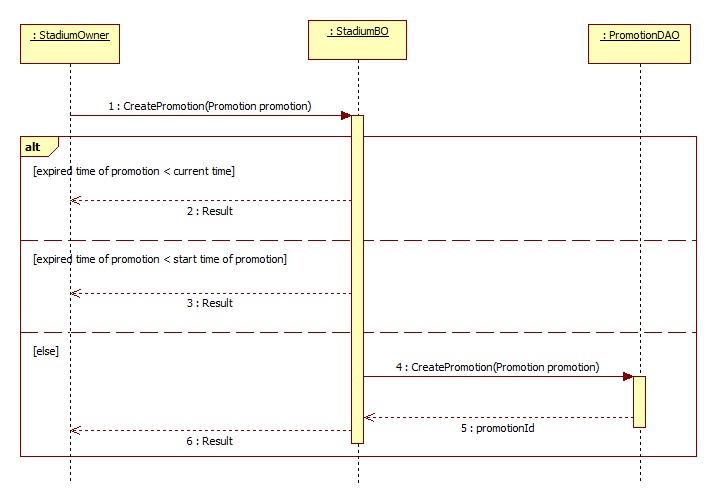 : StadiumOwner
: StadiumBO
: PromotionDAO
1 : CreatePromotion(Promotion promotion)
alt
[expired time of promotion < current time]
2 : Result
[expired time of promotion < start time of promotion]
3 : Result
[else]
4 : CreatePromotion(Promotion promotion)
5 : promotionId
6 : Result